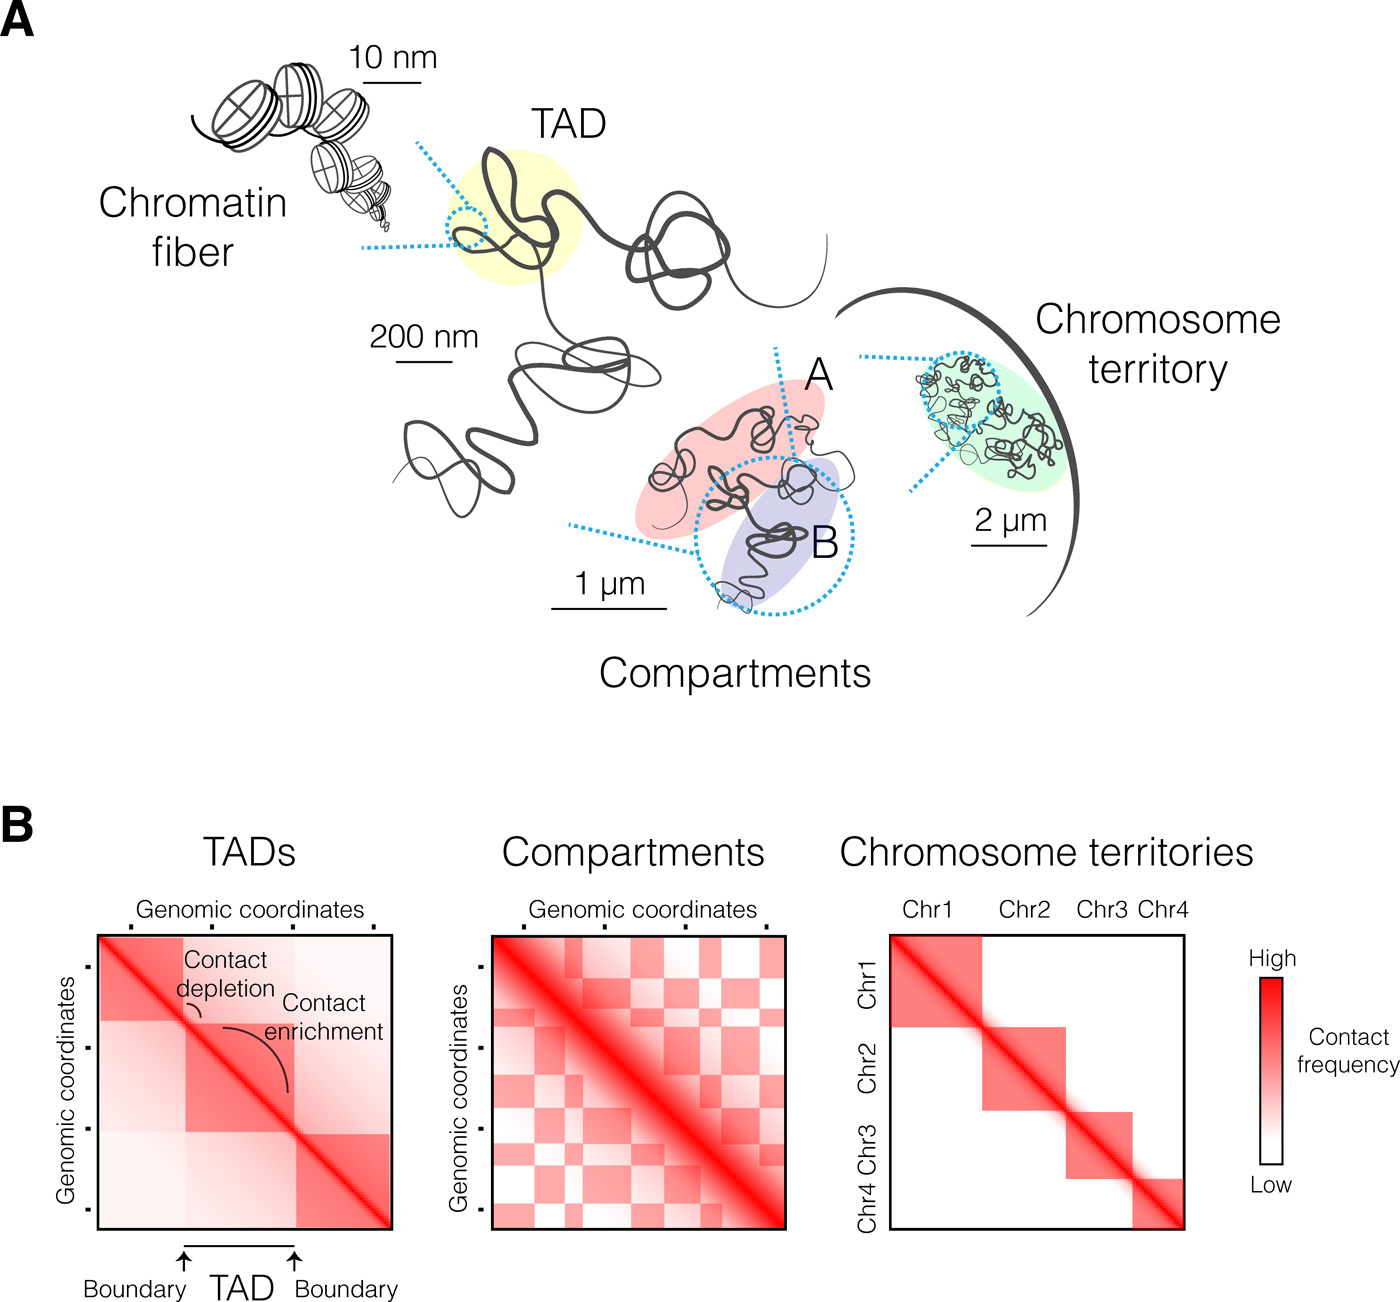 A
10 nm
TAD
Chromatin
fiber
200 nm
Chromosome
territory
A
2 µm
B
1 µm
Compartments
B
TADs
Compartments
Chromosome territories
Genomic coordinates
Genomic coordinates
Chr1 Chr2 Chr3 Chr4
Genomic coordinates
Contact
depletion
Contact
enrichment
Genomic coordinates
Chr1
Chr2
Chr3
Chr4
High
Contact
frequency
Low
Boundary TAD Boundary